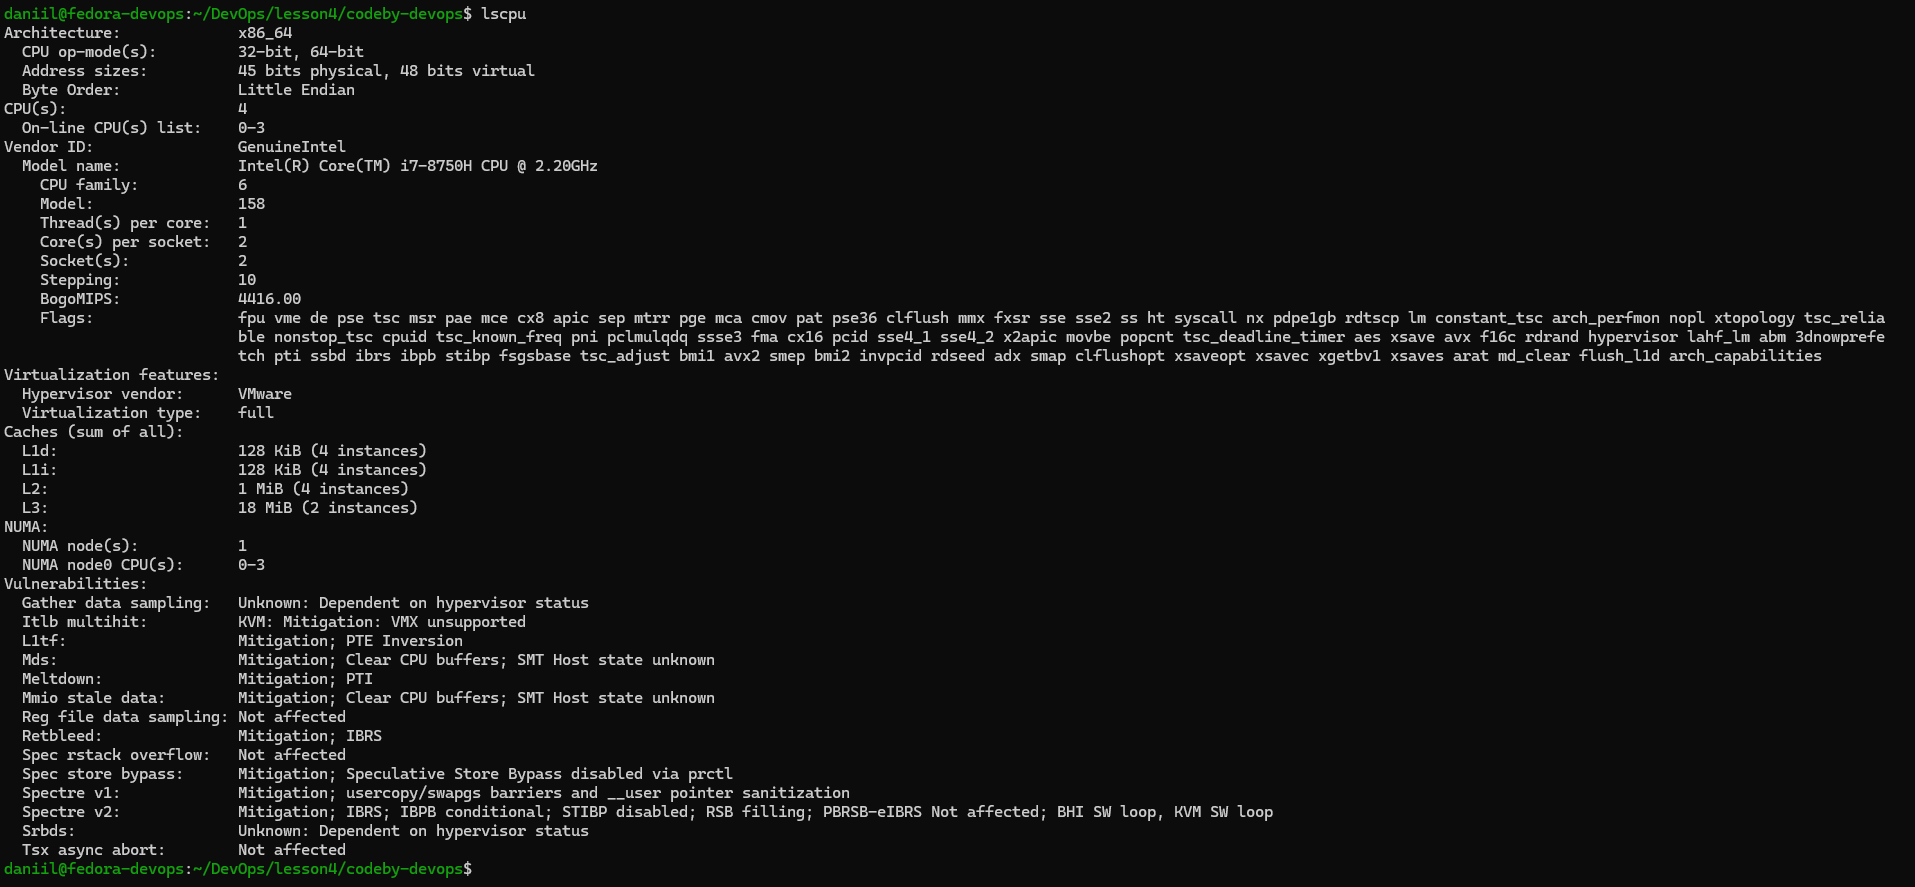 daniil@fedora-devops:~/DevOps/lesson4/codeby-devops$ lscpu
Architecture:             x86_64
  CPU op-mode(s):         32-bit, 64-bit
  Address sizes:          45 bits physical, 48 bits virtual
  Byte Order:             Little Endian
CPU(s):                   4
  On-line CPU(s) list:    0-3
Vendor ID:                GenuineIntel
  Model name:             Intel(R) Core(TM) i7-8750H CPU @ 2.20GHz
    CPU family:           6
    Model:                158
    Thread(s) per core:   1
    Core(s) per socket:   2
    Socket(s):            2
    Stepping:             10
    BogoMIPS:             4416.00
    Flags:                fpu vme de pse tsc msr pae mce cx8 apic sep mtrr pge mca cmov pat pse36 clflush mmx fxsr sse sse2 ss ht syscall nx pdpe1gb rdtscp lm constant_tsc arch_perfmon nopl xtopology tsc_relia
                          ble nonstop_tsc cpuid tsc_known_freq pni pclmulqdq ssse3 fma cx16 pcid sse4_1 sse4_2 x2apic movbe popcnt tsc_deadline_timer aes xsave avx f16c rdrand hypervisor lahf_lm abm 3dnowprefe
                          tch pti ssbd ibrs ibpb stibp fsgsbase tsc_adjust bmi1 avx2 smep bmi2 invpcid rdseed adx smap clflushopt xsaveopt xsavec xgetbv1 xsaves arat md_clear flush_l1d arch_capabilities
Virtualization features:
  Hypervisor vendor:      VMware
  Virtualization type:    full
Caches (sum of all):
  L1d:                    128 KiB (4 instances)
  L1i:                    128 KiB (4 instances)
  L2:                     1 MiB (4 instances)
  L3:                     18 MiB (2 instances)
NUMA:
  NUMA node(s):           1
  NUMA node0 CPU(s):      0-3
Vulnerabilities:
  Gather data sampling:   Unknown: Dependent on hypervisor status
  Itlb multihit:          KVM: Mitigation: VMX unsupported
  L1tf:                   Mitigation; PTE Inversion
  Mds:                    Mitigation; Clear CPU buffers; SMT Host state unknown
  Meltdown:               Mitigation; PTI
  Mmio stale data:        Mitigation; Clear CPU buffers; SMT Host state unknown
  Reg file data sampling: Not affected
  Retbleed:               Mitigation; IBRS
  Spec rstack overflow:   Not affected
  Spec store bypass:      Mitigation; Speculative Store Bypass disabled via prctl
  Spectre v1:             Mitigation; usercopy/swapgs barriers and __user pointer sanitization
  Spectre v2:             Mitigation; IBRS; IBPB conditional; STIBP disabled; RSB filling; PBRSB-eIBRS Not affected; BHI SW loop, KVM SW loop
  Srbds:                  Unknown: Dependent on hypervisor status
  Tsx async abort:        Not affected
daniil@fedora-devops:~/DevOps/lesson4/codeby-devops$